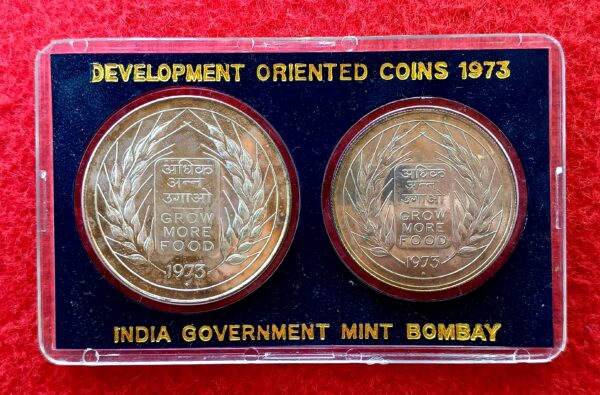 DEVELOPMENT ORIENTED COINS 1973
अधिक
अन्न
उगाओ
GROW
MORE
FOOD
1973
अधिक
अन्न
उगाओ
GROW
MORE
FOOD
1973
INDIA GOVERNMENT MINT BOMBAY